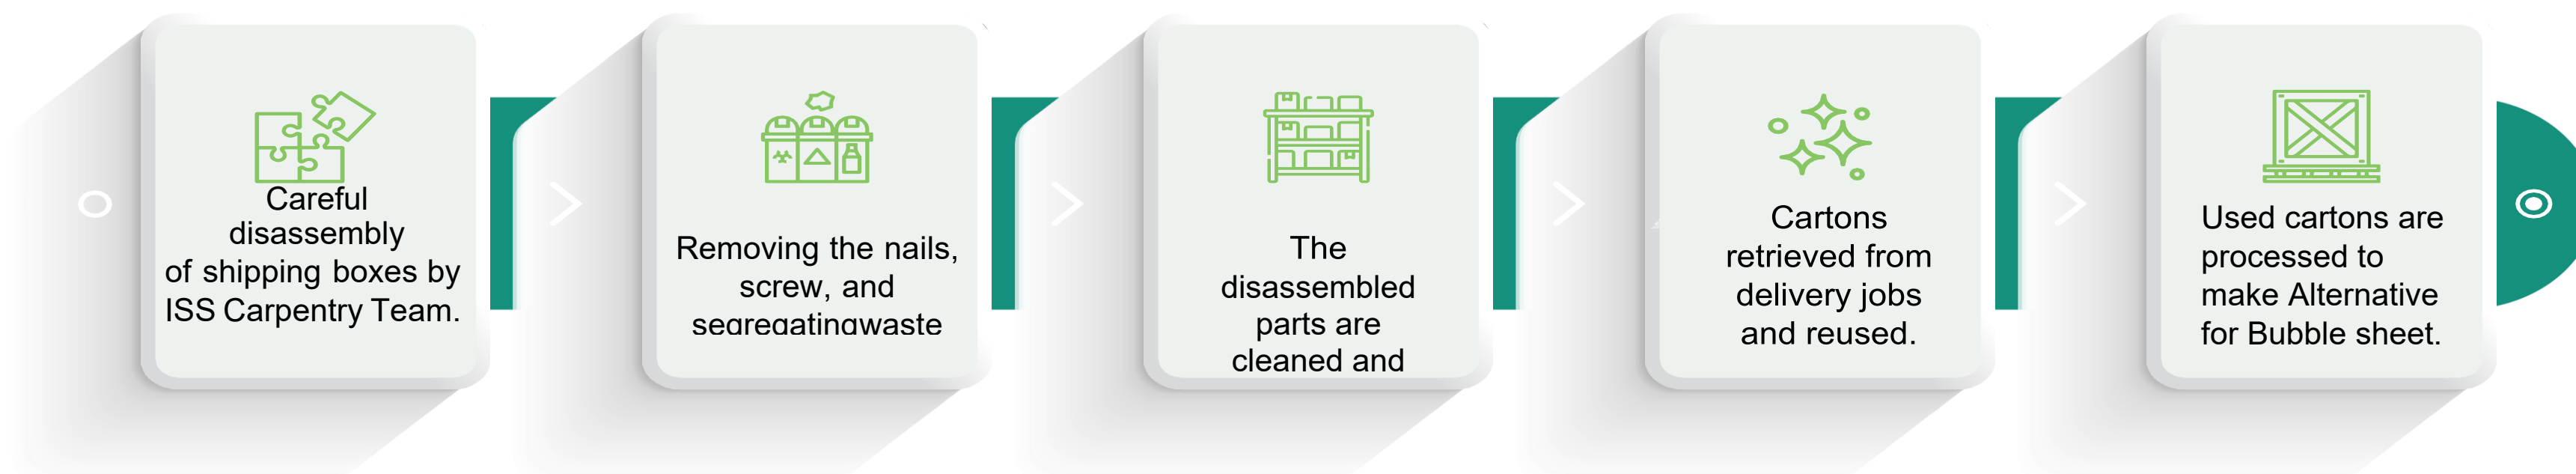 Careful
disassembly
of shipping boxes by
ISS Carpentry Team.
Removing the nails,
screw, and
segregatingwaste
The
disassembled
parts are
cleaned and
Cartons
retrieved from
delivery jobs
and reused.
Used cartons are
processed to
make Alternative
for Bubble sheet.